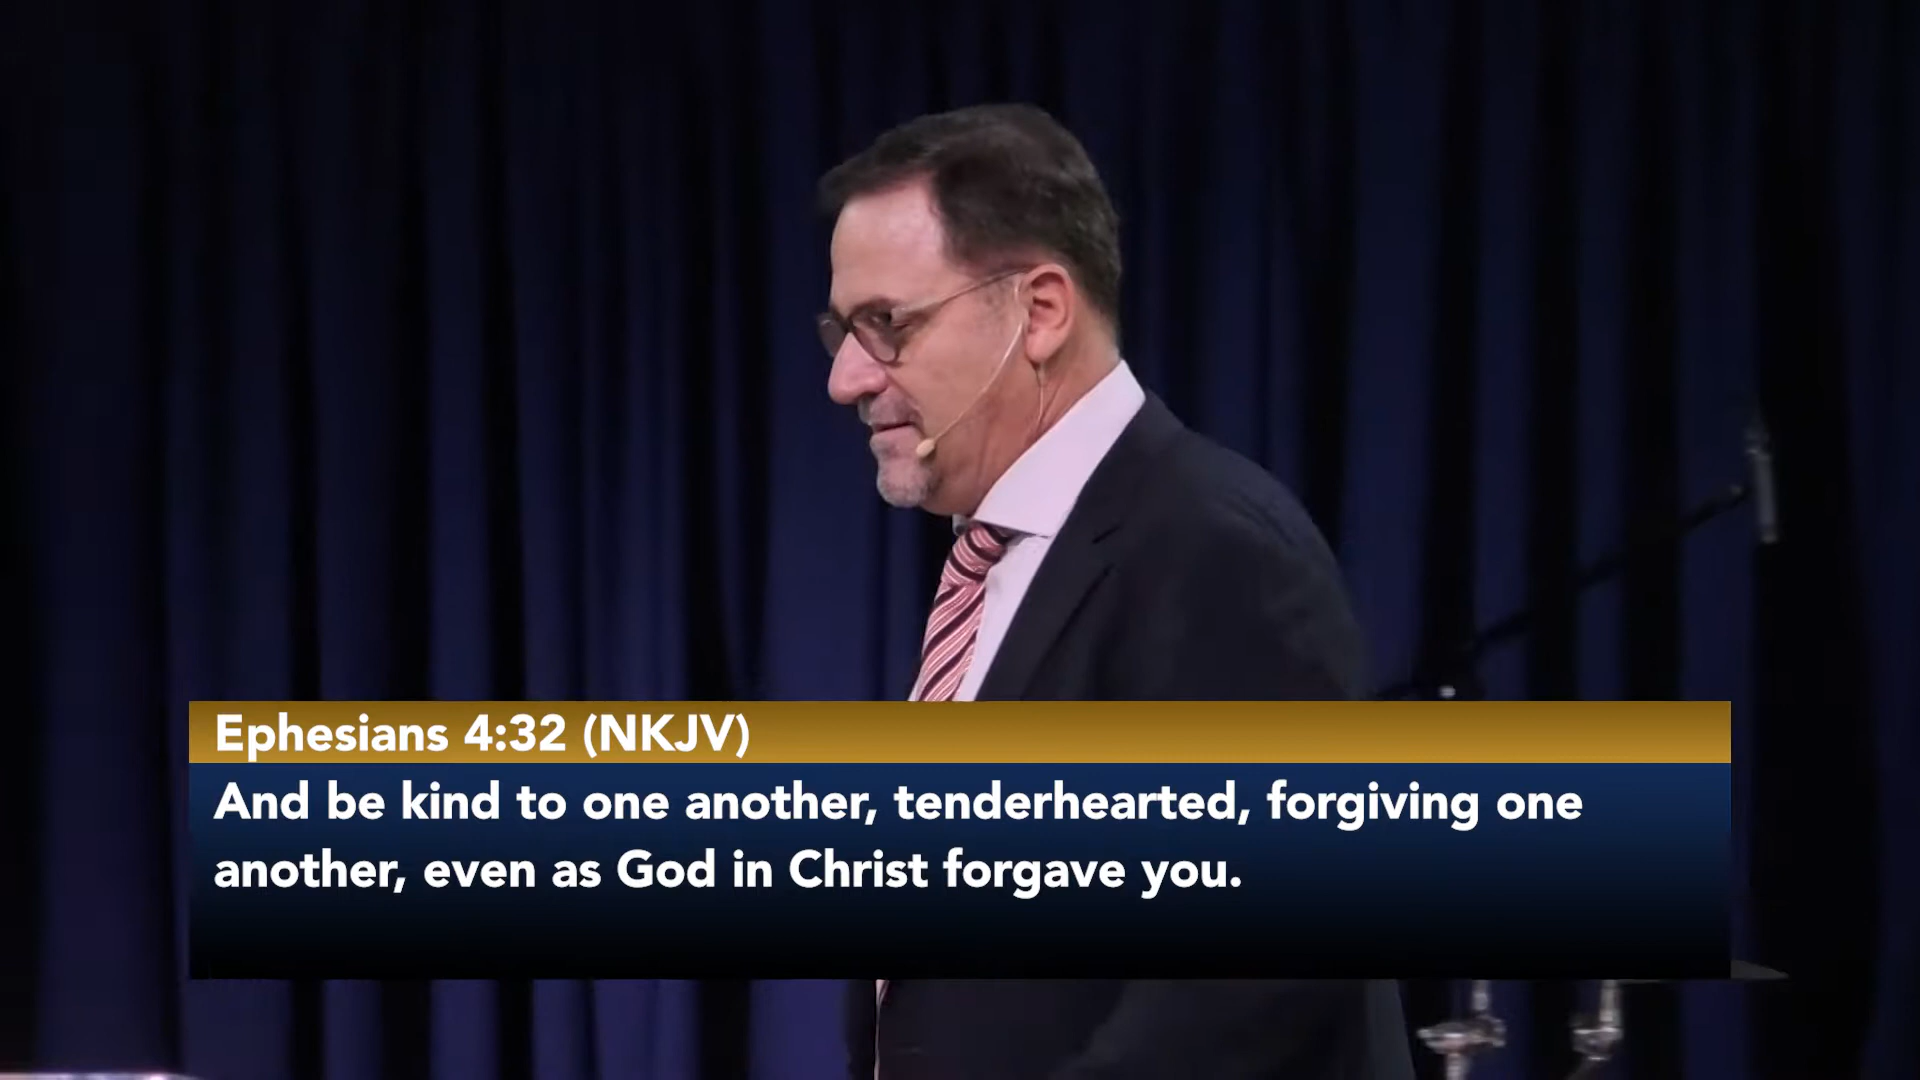 Ephesians 4:32 (NKJV)
And be kind to one another, tenderhearted, forgiving one
another, even as God in Christ forgave you.